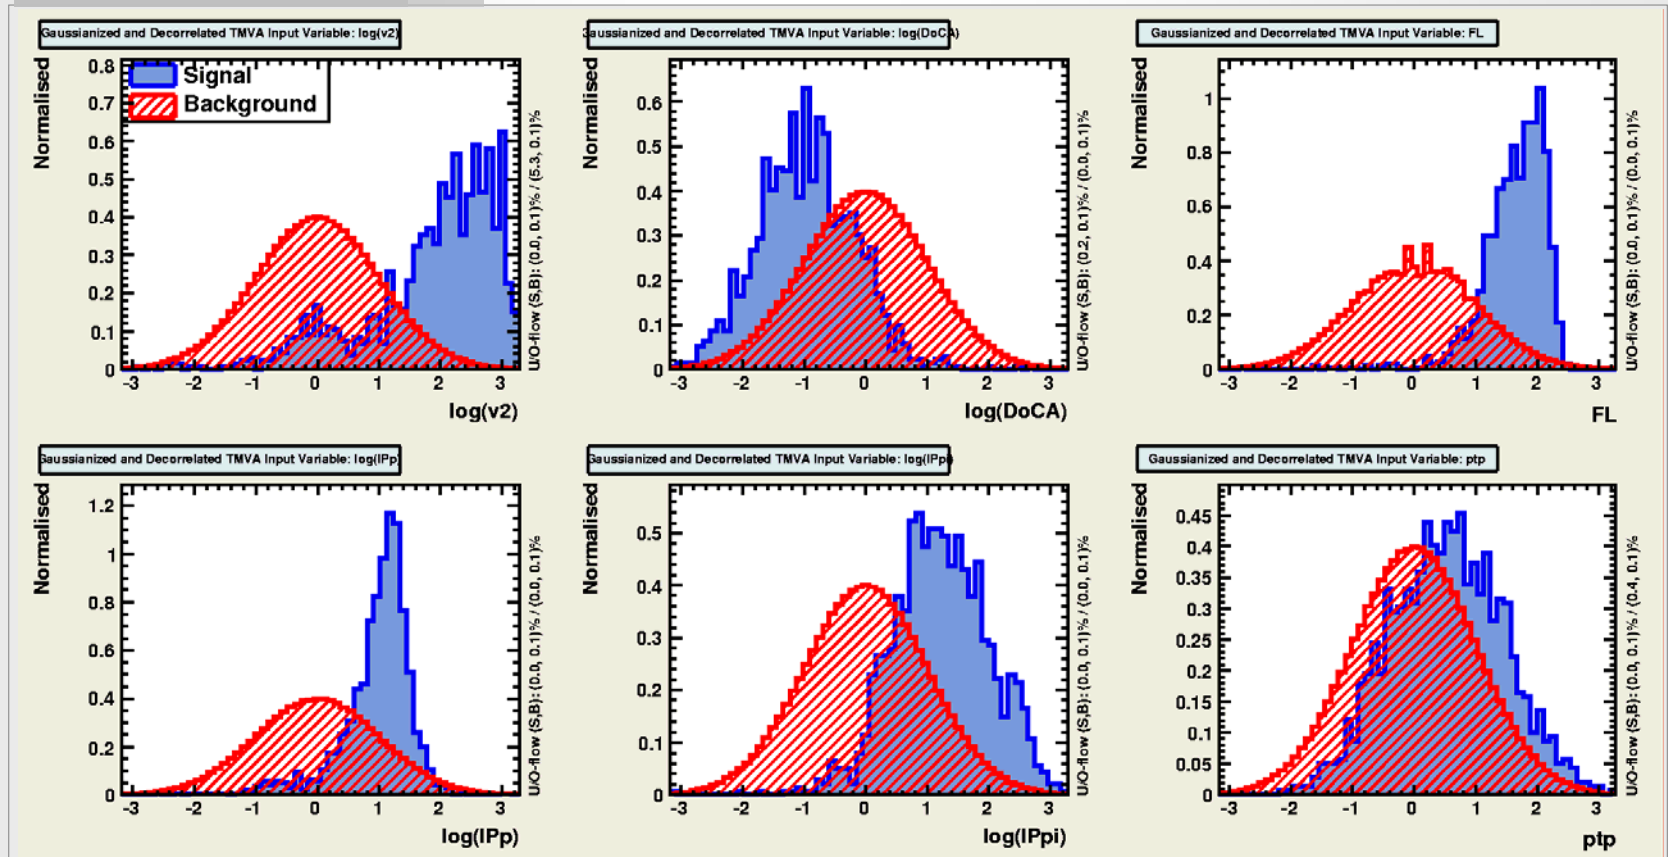 Gaussianized and Decorrelated TMVA Input Variable: log(v2)
Normalised
Signal
Background
0.8
0.7
0.6
0.5
0.4
0.3
0.2
0.1
0
-3 -2 -1 0 1 2 3
log(v2)
U/O-flow (S,B): (0.0, 0.1)% / (5.3, 0.1)%
Gaussianized and Decorrelated TMVA Input Variable: log(DoCA)
Normalised
0.6
0.5
0.4
0.3
0.2
0.1
0
-3 -2 -1 0 1 2 3
log(DoCA)
U/O-flow (S,B): (0.2, 0.1)% / (0.0, 0.1)%
Gaussianized and Decorrelated TMVA Input Variable: FL
Normalised
1
0.8
0.6
0.4
0.2
0
-3 -2 -1 0 1 2 3
FL
U/O-flow (S,B): (0.0, 0.1)% / (0.0, 0.1)%
Gaussianized and Decorrelated TMVA Input Variable: log(IPp)
Normalised
1.2
1
0.8
0.6
0.4
0.2
0
-3 -2 -1 0 1 2 3
log(IPp)
U/O-flow (S,B): (0.0, 0.1)% / (0.0, 0.1)%
Gaussianized and Decorrelated TMVA Input Variable: log(IPpi)
Normalised
0.5
0.4
0.3
0.2
0.1
0
-3 -2 -1 0 1 2 3
log(IPpi)
U/O-flow (S,B): (0.0, 0.1)% / (0.0, 0.1)%
Gaussianized and Decorrelated TMVA Input Variable: ptp
Normalised
0.45
0.4
0.35
0.3
0.25
0.2
0.15
0.1
0.05
0
-3 -2 -1 0 1 2 3
ptp
U/O-flow (S,B): (0.0, 0.1)% / (0.4, 0.1)%